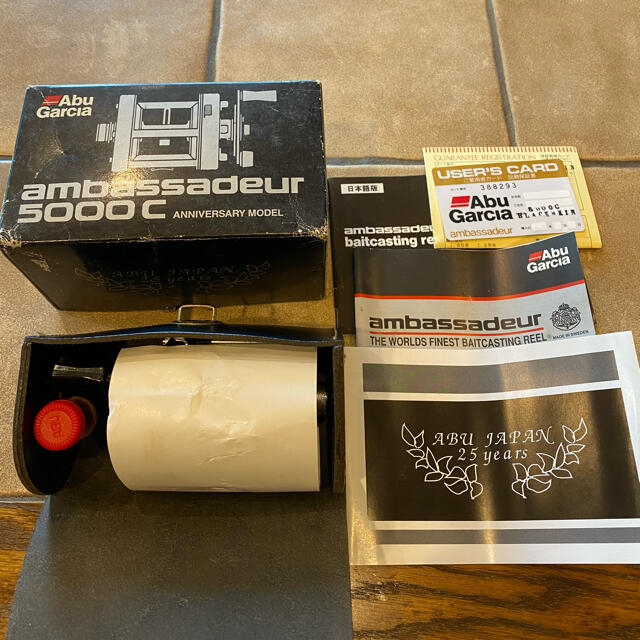 Abu
Garcia
ambassadeur
5000C ANNIVERSARY MODEL
ABU JAPAN
25 years
日本語版
ambassadeur
baitcasting reel
GUARANTEE REGISTRATION
USER'S CARD
388293
Abu
Garcia
5000C
ambassadeur
Abu
Garcia
ambassadeur
THE WORLDS FINEST BAITCASTING REEL
MADE IN SWEDEN
ABU JAPAN
25 years